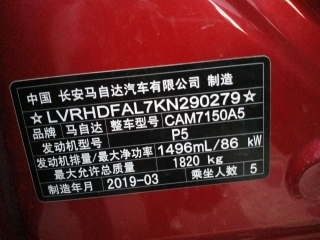 中国 长安马自达汽车有限公司 制造
☆LVRHDFAL7KN290279☆
品牌 马自达 整车型号 CAM7150A5
发动机型号 P5
发动机排量/最大净功率 1496mL/86 kW
最大允许总质量 1820 kg
制造年月 2019-03 乘坐人数 5